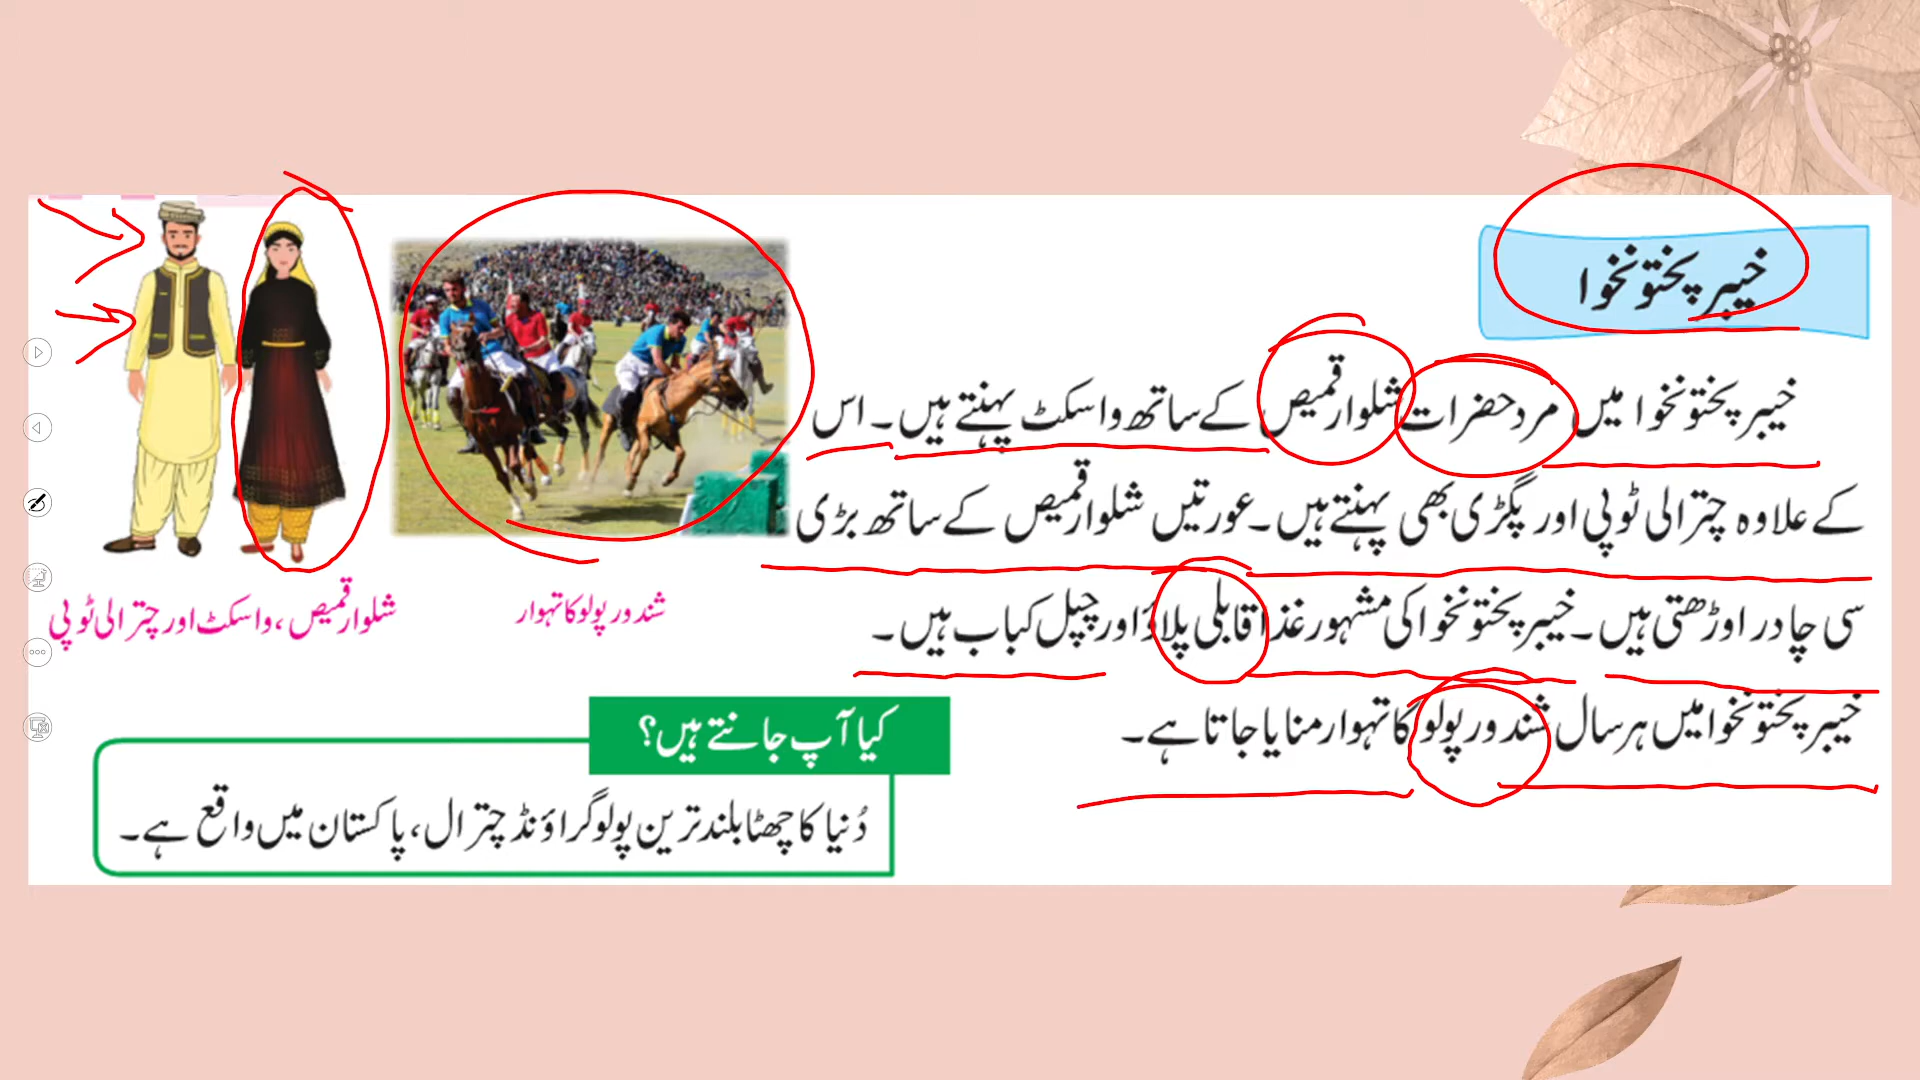 خیبر پختونخوا
خیبر پختونخوا میں مرد حضرات شلوار قمیص کے ساتھ واسکٹ پہنتے ہیں۔ اس
کے علاوہ چترالی ٹوپی اور پگڑی بھی پہنتے ہیں۔ عورتیں شلوار قمیص کے ساتھ بڑی
سی چادر اوڑھتی ہیں۔ خیبر پختونخوا کی مشہور غذا قابلی پلاؤ اور چپل کباب ہیں۔
خیبر پختونخوا میں ہر سال شندور پولو کا تہوار منایا جاتا ہے۔
شندور پولو کا تہوار
شلوار قمیص، واسکٹ اور چترالی ٹوپی
کیا آپ جانتے ہیں؟
دُنیا کا چھٹا بلند ترین پولو گراؤنڈ چترال، پاکستان میں واقع ہے۔